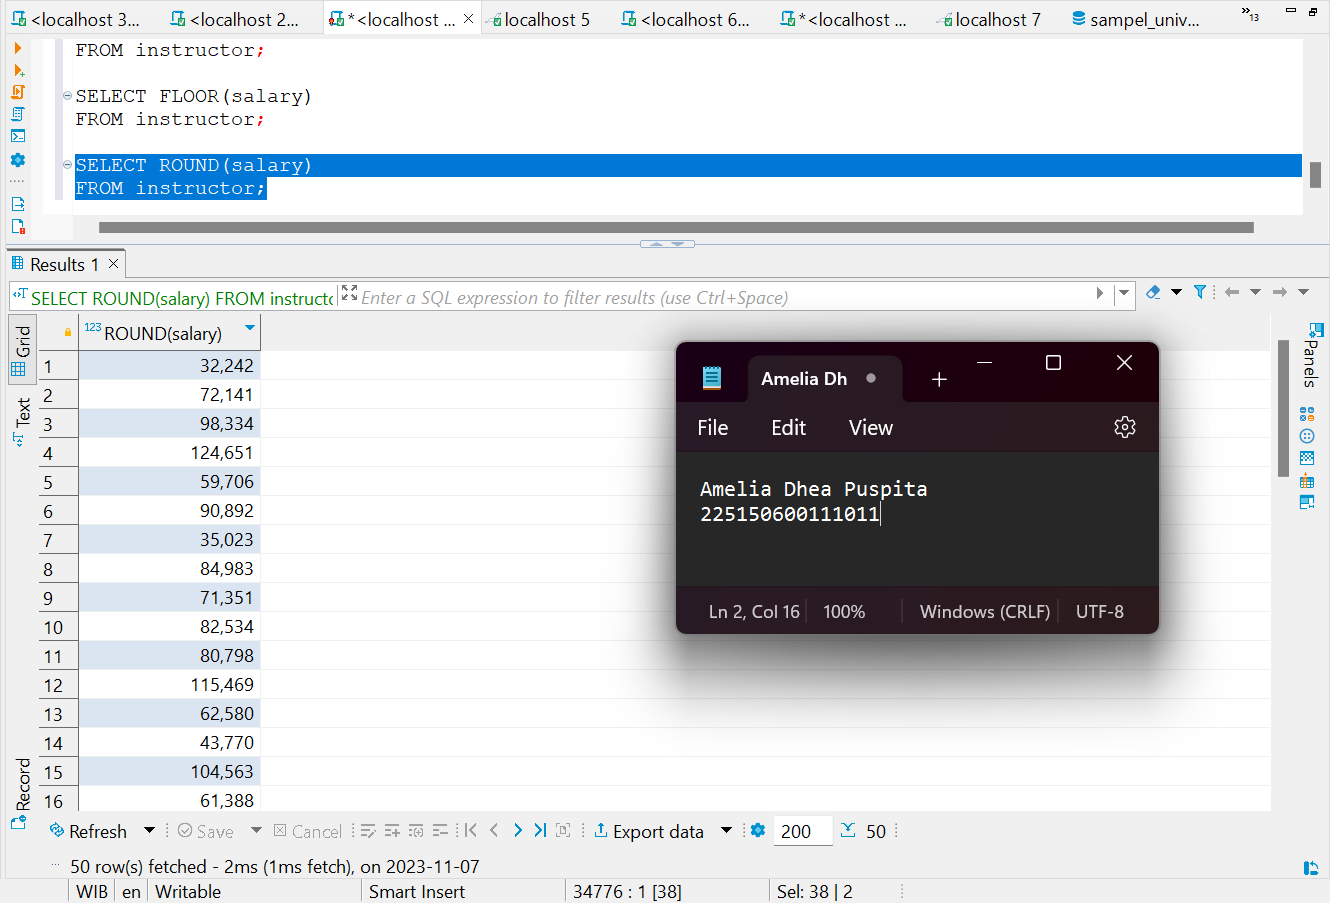 <localhost 3...
<localhost 2...
*<localhost ...
localhost 5
<localhost 6...
*<localhost ...
localhost 7
sampel_univ...
»13
FROM instructor;
SELECT FLOOR(salary)
FROM instructor;
SELECT ROUND(salary)
FROM instructor;
Results 1
SELECT ROUND(salary) FROM instructo
Enter a SQL expression to filter results (use Ctrl+Space)
Grid
Text
Record
Panels
123 ROUND(salary)
1 32,242
2 72,141
3 98,334
4 124,651
5 59,706
6 90,892
7 35,023
8 84,983
9 71,351
10 82,534
11 80,798
12 115,469
13 62,580
14 43,770
15 104,563
16 61,388
Amelia Dh
File Edit View
Amelia Dhea Puspita
225150600111011
Ln 2, Col 16 100% Windows (CRLF) UTF-8
Refresh Save Cancel Export data 200 50
50 row(s) fetched - 2ms (1ms fetch), on 2023-11-07
WIB en Writable Smart Insert 34776 : 1 [38] Sel: 38 | 2